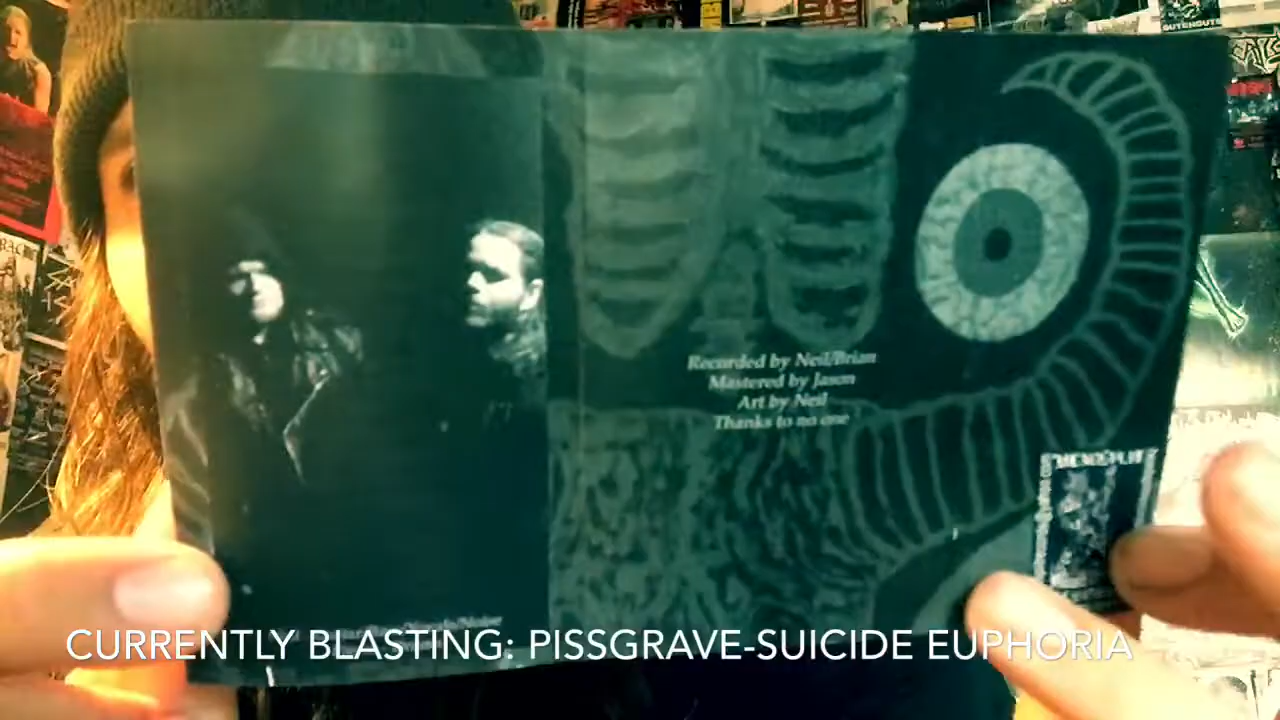 Recorded by Neil/Brian
Mastered by Jason
Art by Neil
Thanks to no one
CURRENTLY BLASTING: PISSGRAVE-SUICIDE EUPHORIA